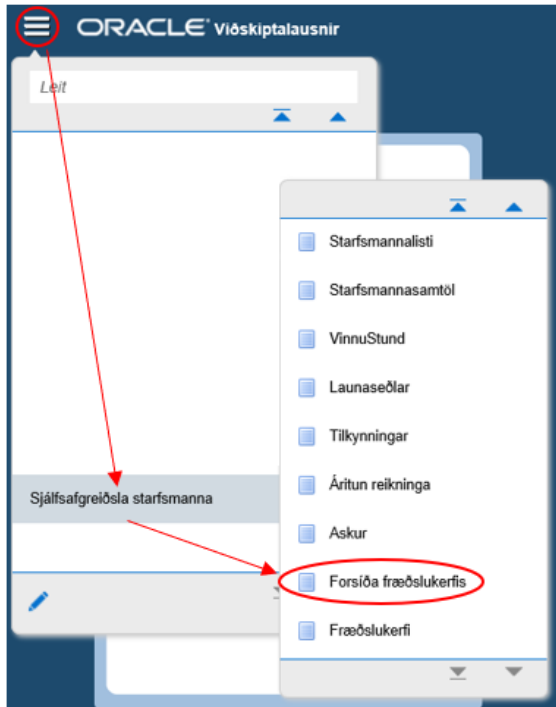 ORACLE Viðskiptalausnir
Leit
Sjálfsafgreiðsla starfsmanna
Starfsmannalisti
Starfsmannasamtöl
VinnuStund
Launaseðlar
Tilkynningar
Áritun reikninga
Askur
Forsíða fræðslukerfis
Fræðslukerfi